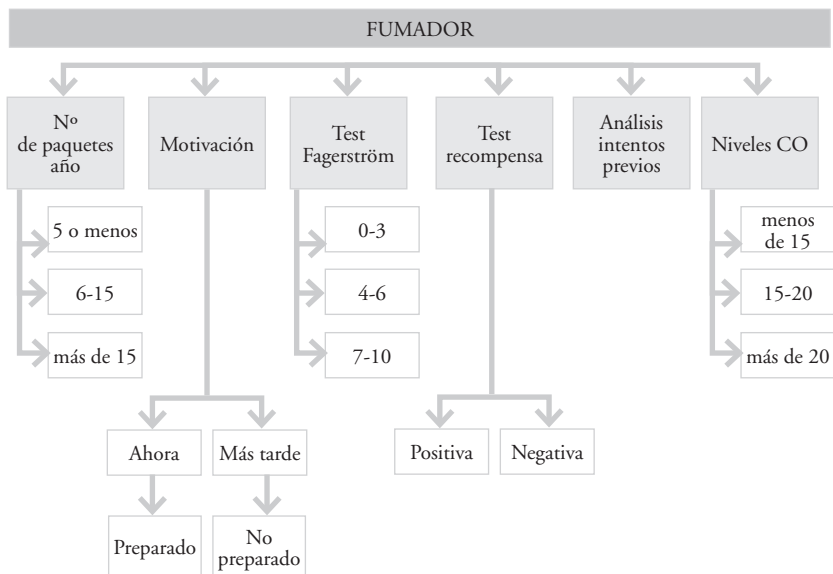 FUMADOR
Nº
de paquetes
año
Motivación
Test
Fagerström
Test
recompensa
Análisis
intentos
previos
Niveles CO
5 o menos
6-15
más de 15
0-3
4-6
7-10
menos
de 15
15-20
más de 20
Ahora
Más tarde
Positiva
Negativa
Preparado
No
preparado